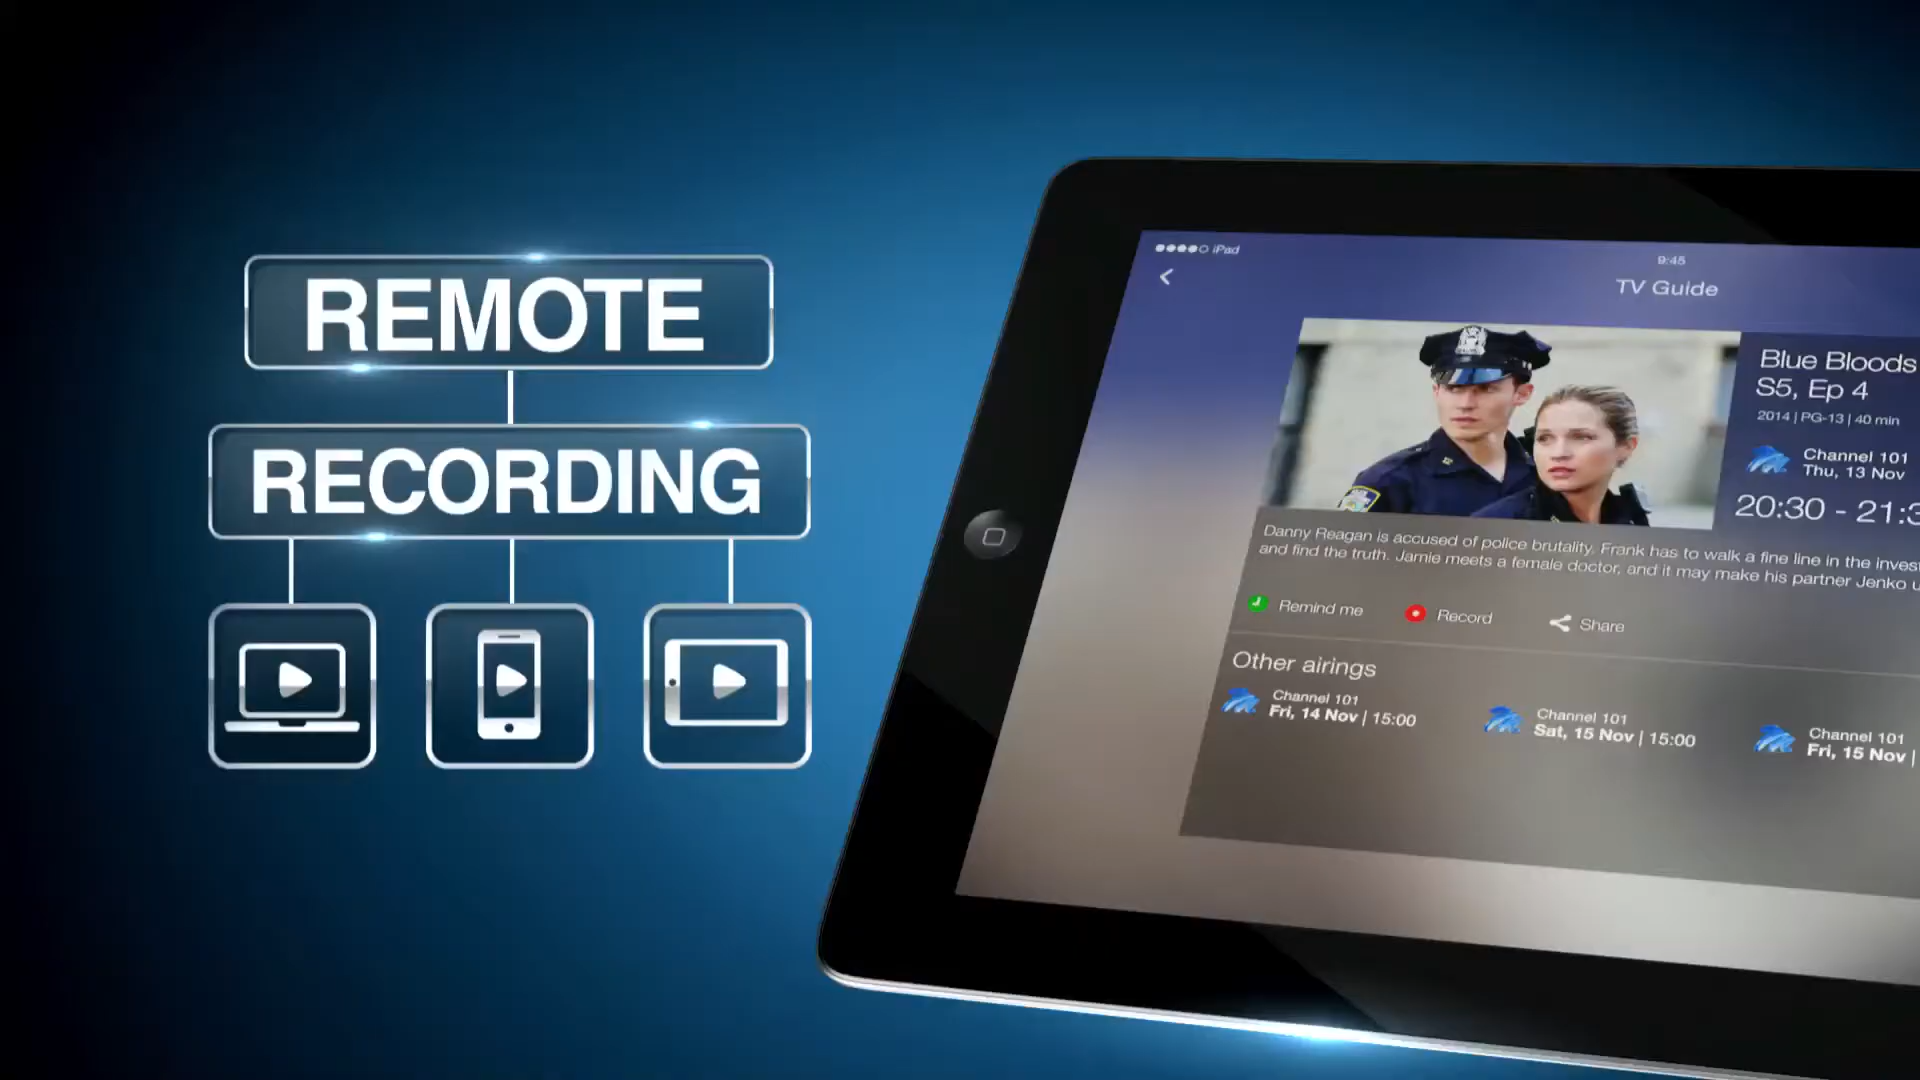 REMOTE
RECORDING
iPad
9:45
TV Guide
Blue Bloods
S5, Ep 4
2014 | PG-13 | 40 min
Channel 101
Thu, 13 Nov
20:30 - 21:3
Danny Reagan is accused of police brutality. Frank has to walk a fine line in the invest
and find the truth. Jamie meets a female doctor, and it may make his partner Jenko u
Remind me
Record
Share
Other airings
Channel 101
Fri, 14 Nov | 15:00
Channel 101
Sat, 15 Nov | 15:00
Channel 101
Fri, 15 Nov |